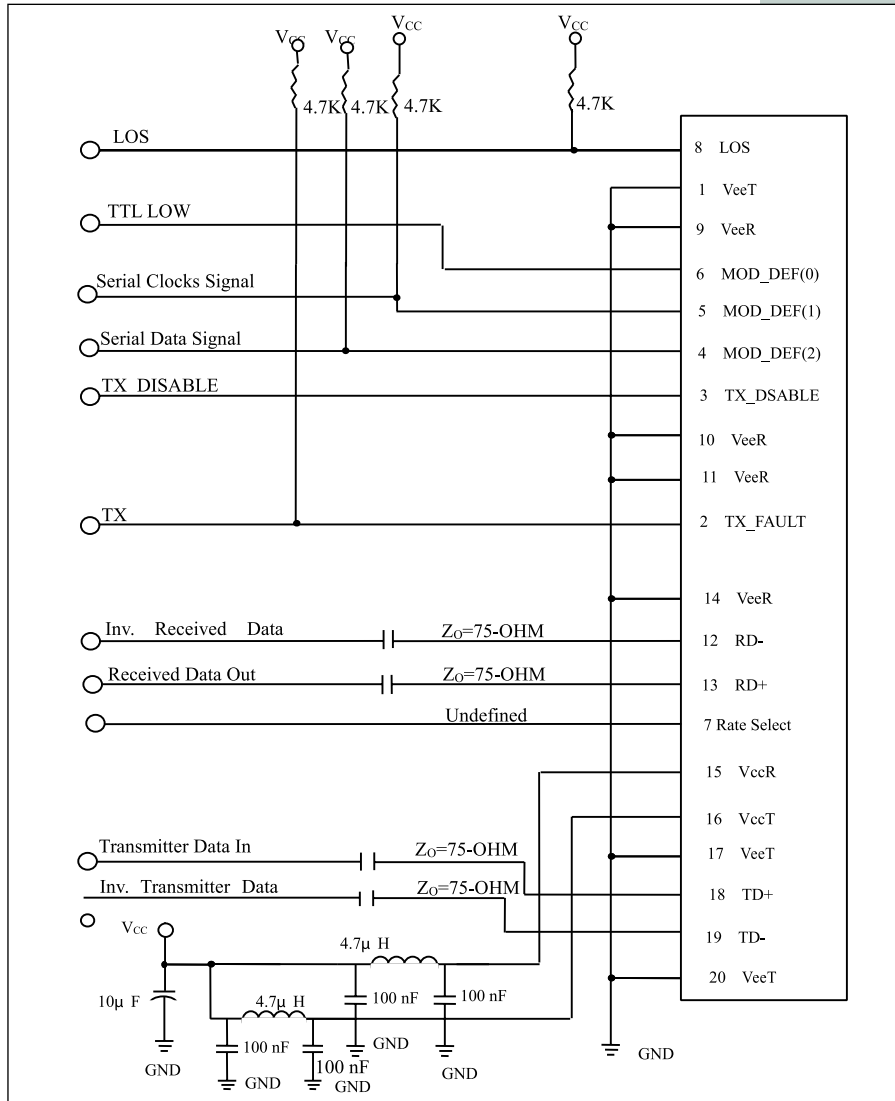 VCC VCC VCC VCC
4.7K 4.7K 4.7K 4.7K
LOS
8 LOS
1 VeeT
TTL LOW
9 VeeR
6 MOD_DEF(0)
Serial Clocks Signal
5 MOD_DEF(1)
Serial Data Signal
4 MOD_DEF(2)
TX DISABLE
3 TX_DSABLE
10 VeeR
11 VeeR
TX
2 TX_FAULT
14 VeeR
Inv. Received Data ZO=75-OHM
12 RD-
Received Data Out ZO=75-OHM
13 RD+
Undefined
7 Rate Select
15 VccR
16 VccT
Transmitter Data In ZO=75-OHM
17 VeeT
Inv. Transmitter Data ZO=75-OHM
18 TD+
19 TD-
VCC
4.7µ H
20 VeeT
10µ F
4.7µ H
100 nF 100 nF
100 nF GND
GND
GND
100 nF
GND GND
GND